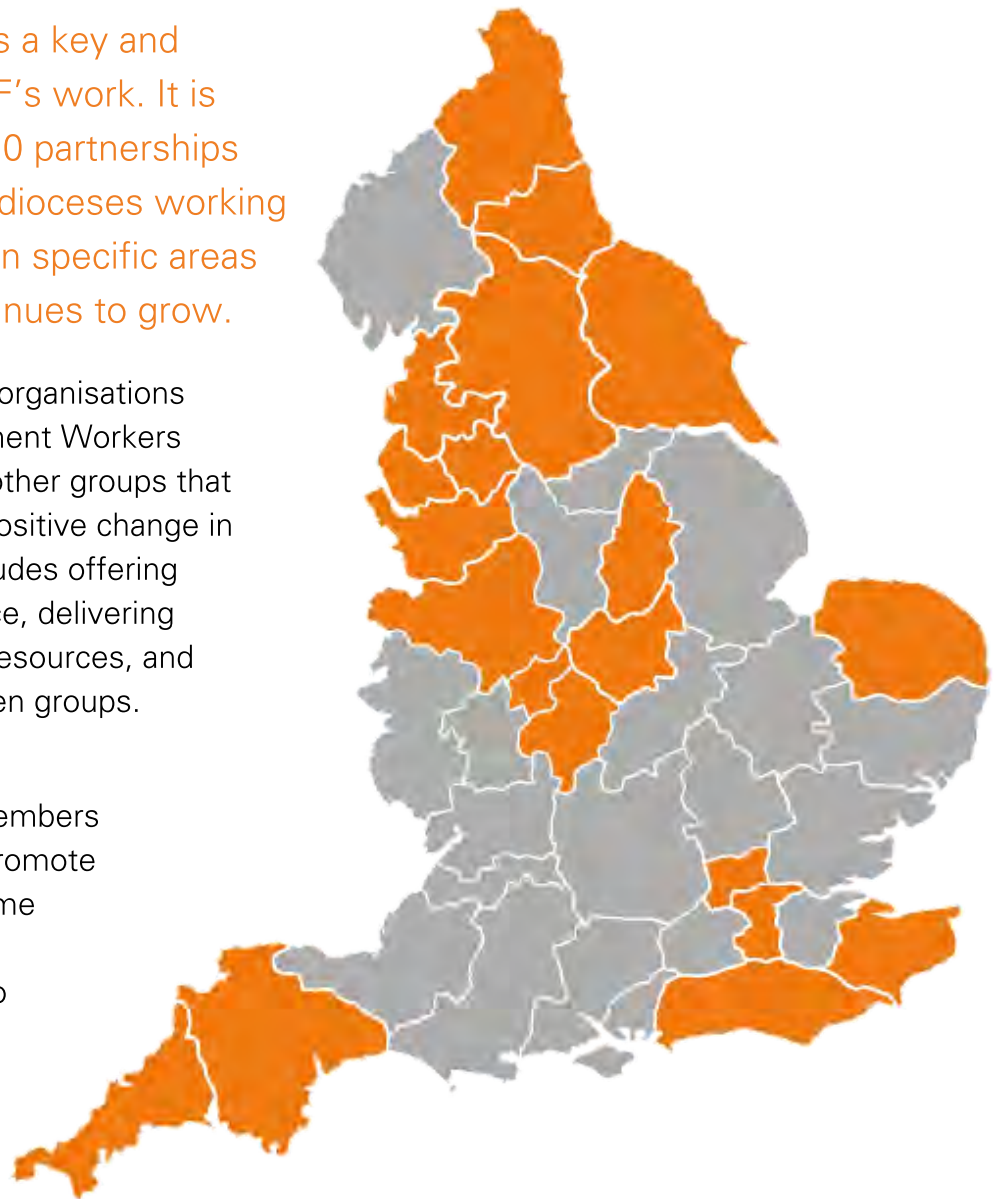 s a key and
F’s work. It is
0 partnerships
dioceses working
n specific areas
nues to grow.
organisations
nent Workers
other groups that
ositive change in
udes offering
ce, delivering
esources, and
en groups.
embers
romote
me
o